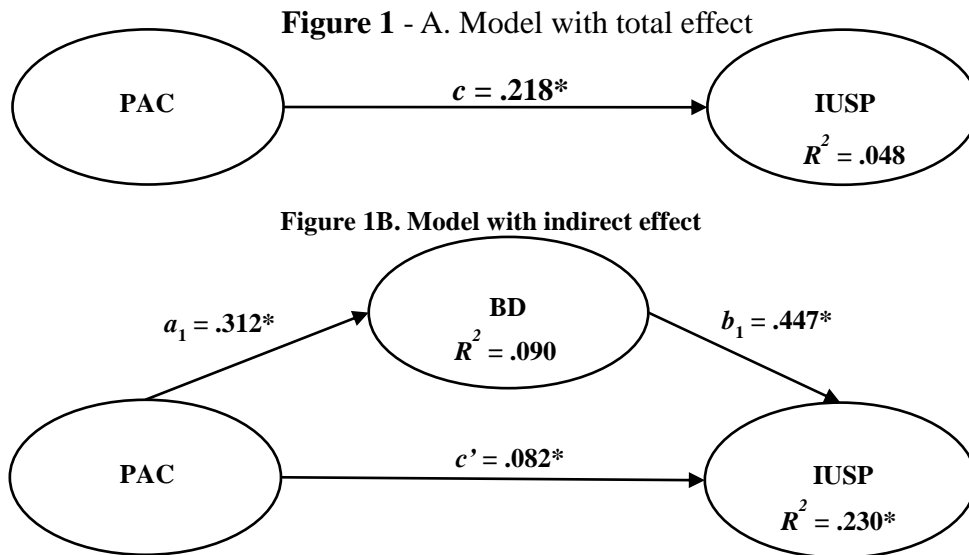 Figure 1 - A. Model with total effect
PAC
c = .218*
IUSP
R² = .048
Figure 1B. Model with indirect effect
BD
R² = .090
a₁ = .312*
b₁ = .447*
PAC
c’ = .082*
IUSP
R² = .230*